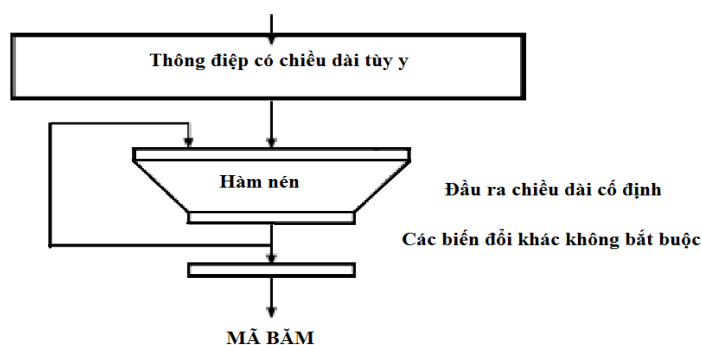 Thông điệp có chiều dài tùy y
Hàm nén
Đầu ra chiều dài cố định
Các biến đổi khác không bắt buộc
MÃ BĂM